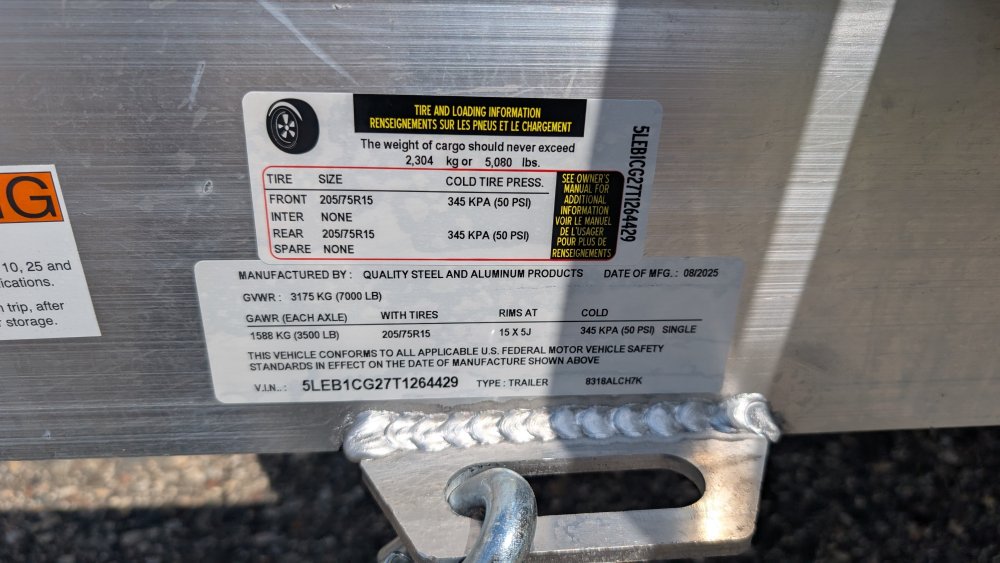 TIRE AND LOADING INFORMATION
RENSEIGNEMENTS SUR LES PNEUS ET LE CHARGEMENT
The weight of cargo should never exceed
2,304 kg or 5,080 lbs.
TIRE SIZE COLD TIRE PRESS.
FRONT 205/75R15 345 KPA (50 PSI)
INTER NONE
REAR 205/75R15 345 KPA (50 PSI)
SPARE NONE
SEE OWNER'S
MANUAL FOR
ADDITIONAL
INFORMATION
VOIR LE MANUEL
DE L'USAGER
POUR PLUS DE
RENSEIGNEMENTS
5LEB1CG27T1264429
NG
10, 25 and
trip, after
storage.
MANUFACTURED BY: QUALITY STEEL AND ALUMINUM PRODUCTS DATE OF MFG.: 08/2025
GVWR: 3175 KG (7000 LB)
GAWR (EACH AXLE) WITH TIRES RIMS AT COLD
1588 KG (3500 LB) 205/75R15 15 X 5J 345 KPA (50 PSI) SINGLE
THIS VEHICLE CONFORMS TO ALL APPLICABLE U.S. FEDERAL MOTOR VEHICLE SAFETY
STANDARDS IN EFFECT ON THE DATE OF MANUFACTURE SHOWN ABOVE
V.I.N..: 5LEB1CG27T1264429 TYPE: TRAILER 8318ALCH7K